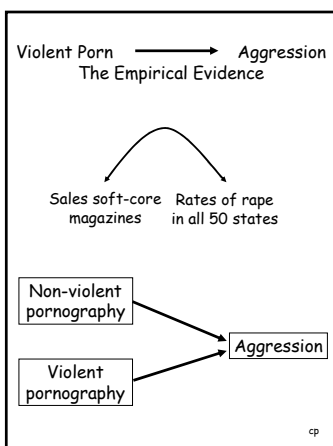 Violent Porn Aggression
The Empirical Evidence
Sales soft-core
magazines
Rates of rape
in all 50 states
Non-violent
pornography
Aggression
Violent
pornography
cp